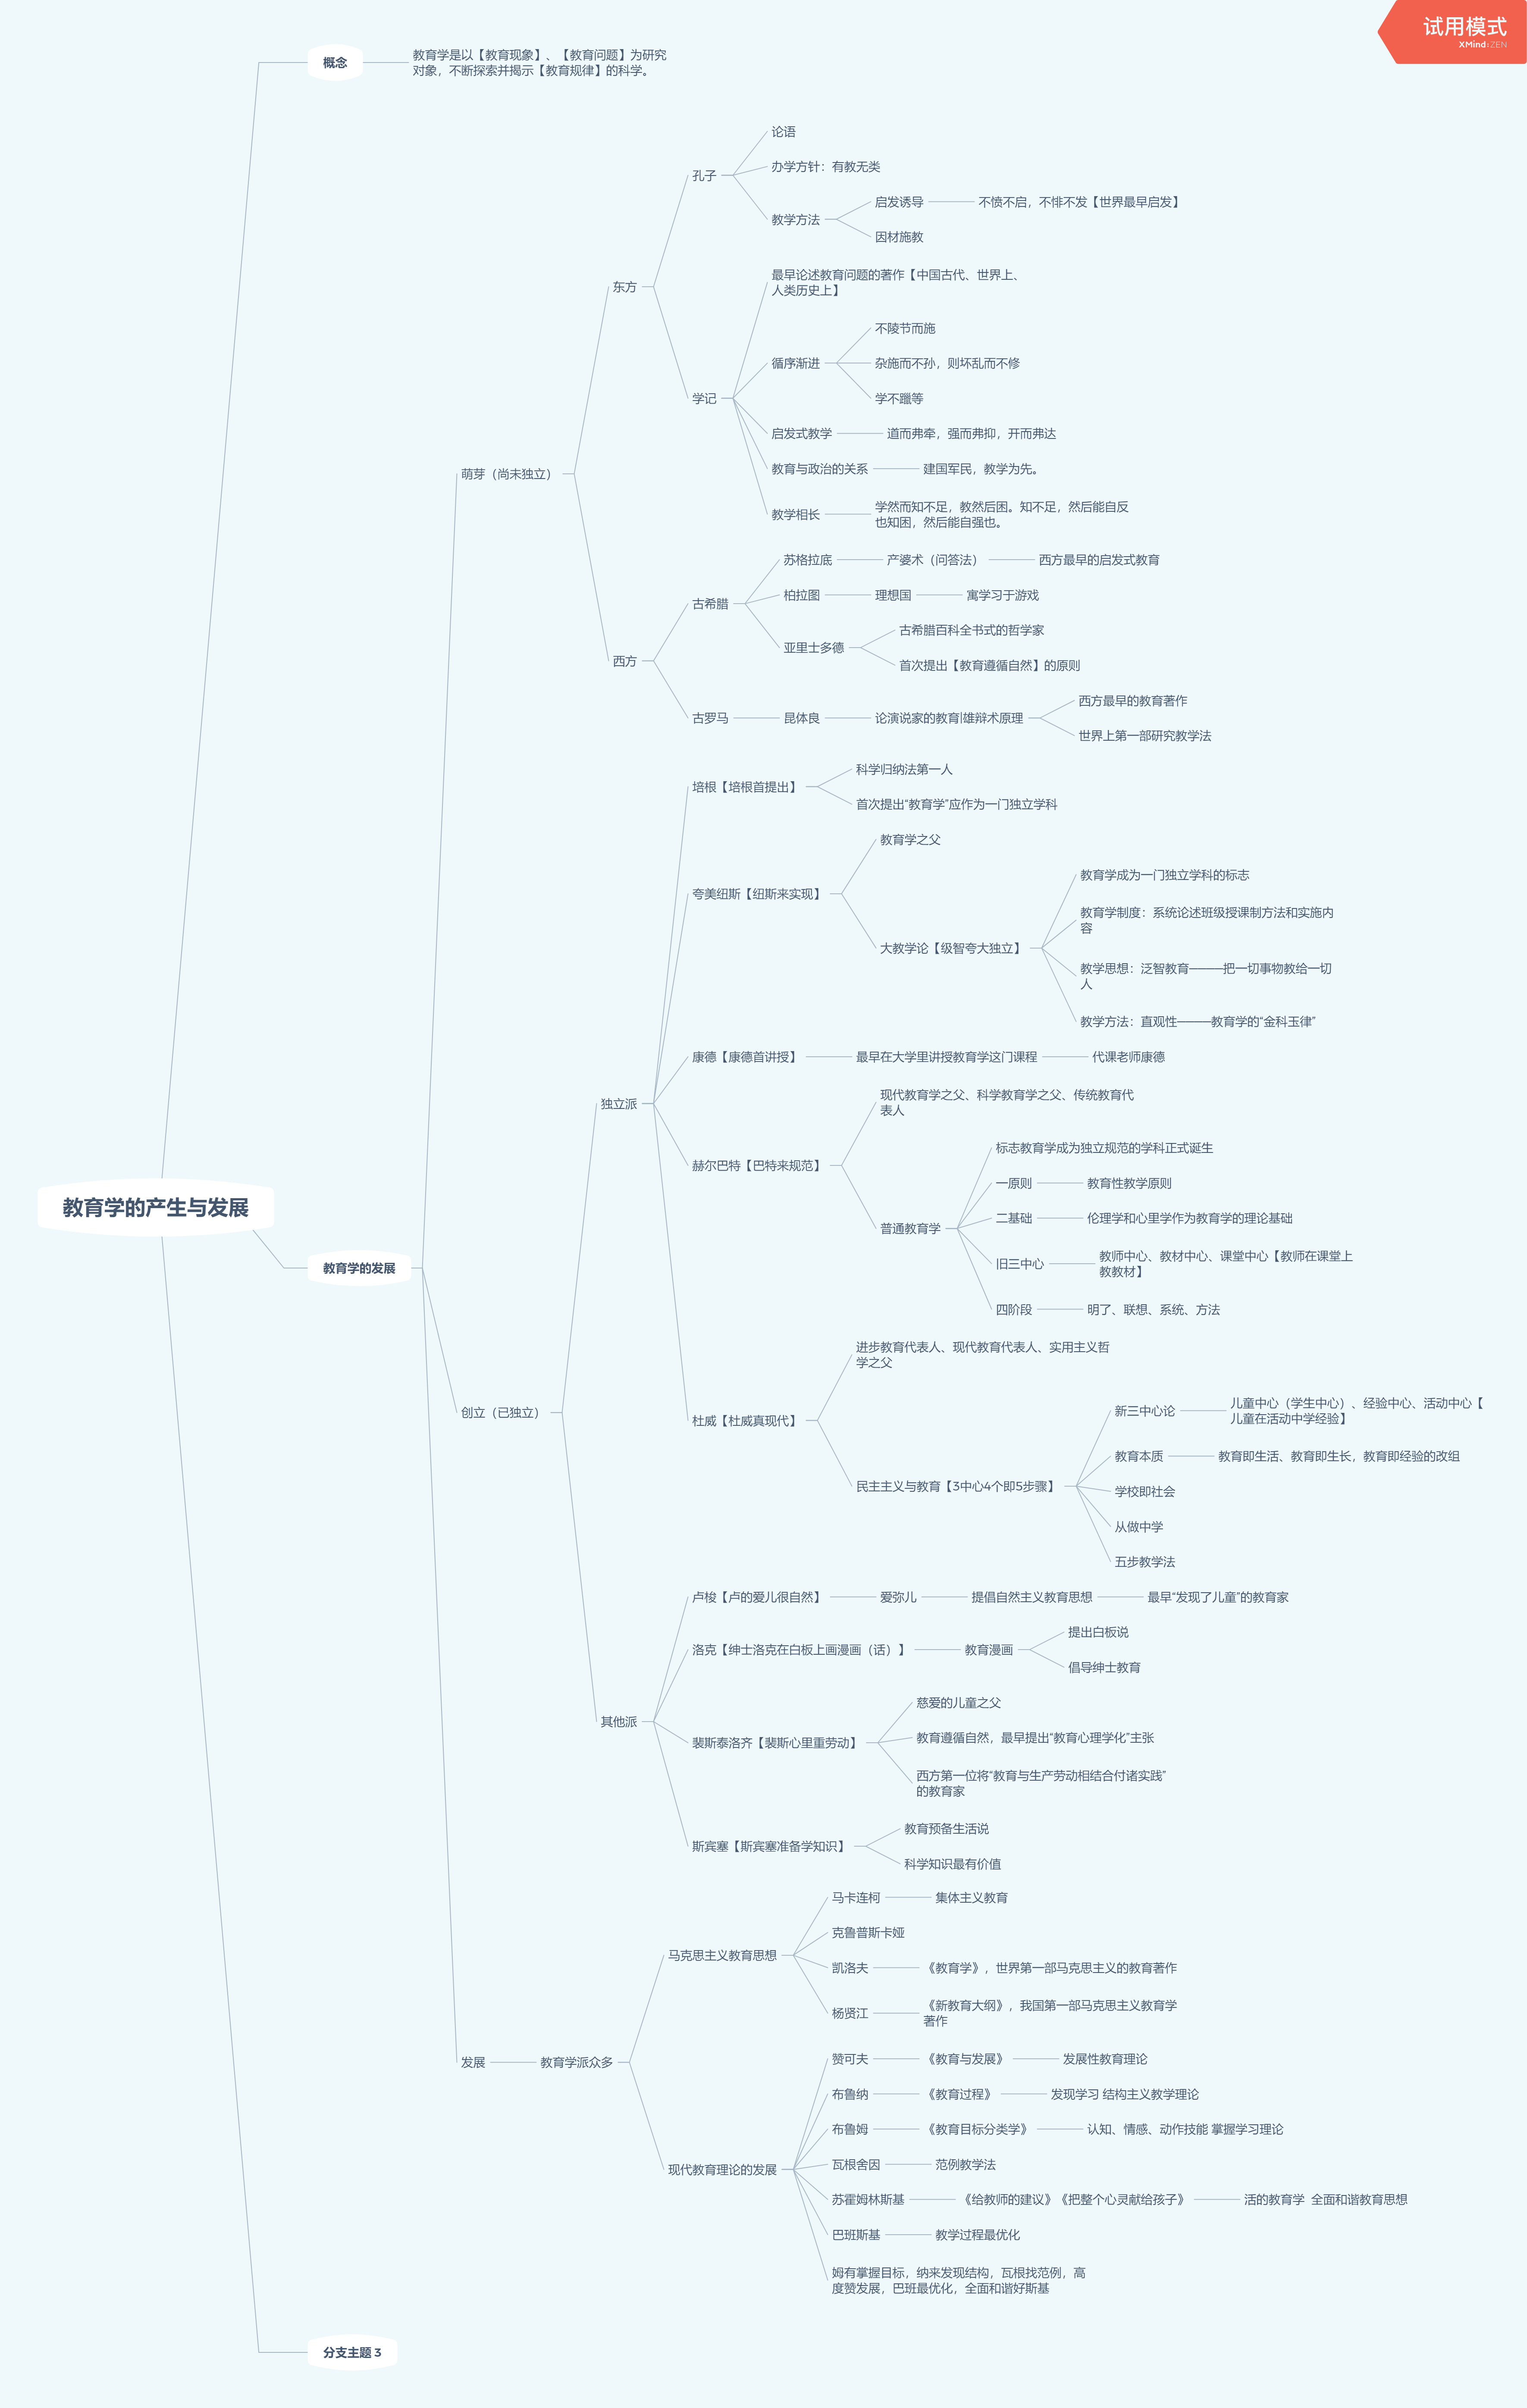 试用模式
XMind:ZEN
教育学的产生与发展
概念
教育学是以【教育现象】、【教育问题】为研究
对象，不断探索并揭示【教育规律】的科学。
教育学的发展
萌芽（尚未独立）
东方
孔子
论语
办学方针：有教无类
教学方法
启发诱导
不愤不启，不悱不发【世界最早启发】
因材施教
学记
最早论述教育问题的著作【中国古代、世界上、
人类历史上】
循序渐进
不陵节而施
杂施而不孙，则坏乱而不修
学不躐等
启发式教学
道而弗牵，强而弗抑，开而弗达
教育与政治的关系
建国军民，教学为先。
教学相长
学然而知不足，教然后困。知不足，然后能自反
也知困，然后能自强也。
西方
古希腊
苏格拉底
产婆术（问答法）
西方最早的启发式教育
柏拉图
理想国
寓学习于游戏
亚里士多德
古希腊百科全书式的哲学家
首次提出【教育遵循自然】的原则
古罗马
昆体良
论演说家的教育|雄辩术原理
西方最早的教育著作
世界上第一部研究教学法
创立（已独立）
独立派
培根【培根首提出】
科学归纳法第一人
首次提出“教育学”应作为一门独立学科
夸美纽斯【纽斯来实现】
教育学之父
大教学论【级智夸大独立】
教育学成为一门独立学科的标志
教育学制度：系统论述班级授课制方法和实施内
容
教学思想：泛智教育———把一切事物教给一切
人
教学方法：直观性———教育学的“金科玉律”
康德【康德首讲授】
最早在大学里讲授教育学这门课程
代课老师康德
赫尔巴特【巴特来规范】
现代教育学之父、科学教育学之父、传统教育代
表人
普通教育学
标志教育学成为独立规范的学科正式诞生
一原则
教育性教学原则
二基础
伦理学和心里学作为教育学的理论基础
旧三中心
教师中心、教材中心、课堂中心【教师在课堂上
教教材】
四阶段
明了、联想、系统、方法
杜威【杜威真现代】
进步教育代表人、现代教育代表人、实用主义哲
学之父
民主主义与教育【3中心4个即5步骤】
新三中心论
儿童中心（学生中心）、经验中心、活动中心【
儿童在活动中学经验】
教育本质
教育即生活、教育即生长，教育即经验的改组
学校即社会
从做中学
五步教学法
其他派
卢梭【卢的爱儿很自然】
爱弥儿
提倡自然主义教育思想
最早“发现了儿童”的教育家
洛克【绅士洛克在白板上画漫画（话）】
教育漫画
提出白板说
倡导绅士教育
裴斯泰洛齐【裴斯心里重劳动】
慈爱的儿童之父
教育遵循自然，最早提出“教育心理学化”主张
西方第一位将“教育与生产劳动相结合付诸实践”
的教育家
斯宾塞【斯宾塞准备学知识】
教育预备生活说
科学知识最有价值
发展
教育学派众多
马克思主义教育思想
马卡连柯
集体主义教育
克鲁普斯卡娅
凯洛夫
《教育学》，世界第一部马克思主义的教育著作
杨贤江
《新教育大纲》，我国第一部马克思主义教育学
著作
现代教育理论的发展
赞可夫
《教育与发展》
发展性教育理论
布鲁纳
《教育过程》
发现学习 结构主义教学理论
布鲁姆
《教育目标分类学》
认知、情感、动作技能 掌握学习理论
瓦根舍因
范例教学法
苏霍姆林斯基
《给教师的建议》《把整个心灵献给孩子》
活的教育学 全面和谐教育思想
巴班斯基
教学过程最优化
姆有掌握目标，纳来发现结构，瓦根找范例，高
度赞发展，巴班最优化，全面和谐好斯基
分支主题 3